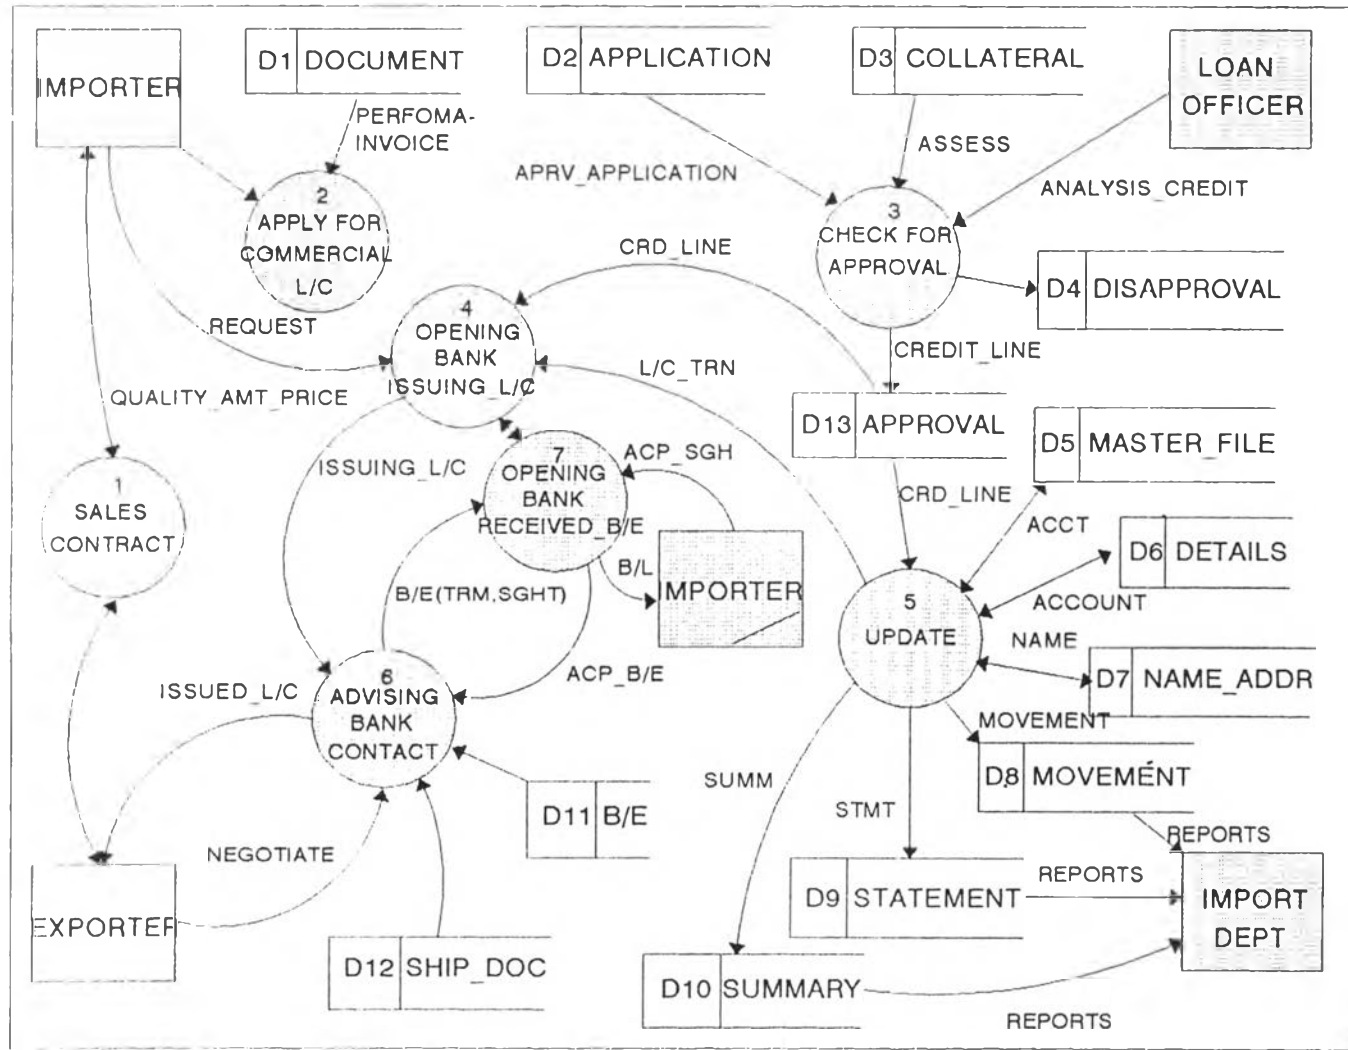 IMPORTER
D1 DOCUMENT
D2 APPLICATION
D3 COLLATERAL
LOAN
OFFICER
PERFOMA-
INVOICE
ASSESS
APRV_APPLICATION
ANALYSIS_CREDIT
2
APPLY FOR
COMMERCIAL
L/C
3
CHECK FOR
APPROVAL
CRD_LINE
D4 DISAPPROVAL
4
OPENING
BANK
ISSUING_L/C
REQUEST
CREDIT_LINE
L/C_TRN
QUALITY_AMT_PRICE
D13 APPROVAL
D5 MASTER_FILE
ISSUING_L/C
7
OPENING
BANK
RECEIVED_B/E
ACP_SGH
CRD_LINE
ACCT
1
SALES
CONTRACT
D6 DETAILS
B/L
IMPORTER
B/E(TRM,SGHT)
ACCOUNT
5
UPDATE
NAME
D7 NAME_ADDR
ISSUED_L/C
ACP_B/E
6
ADVISING
BANK
CONTACT
MOVEMENT
D8 MOVEMENT
SUMM
STMT
D11 B/E
REPORTS
NEGOTIATE
REPORTS
D9 STATEMENT
IMPORT
DEPT
EXPORTER
D12 SHIP_DOC
D10 SUMMARY
REPORTS